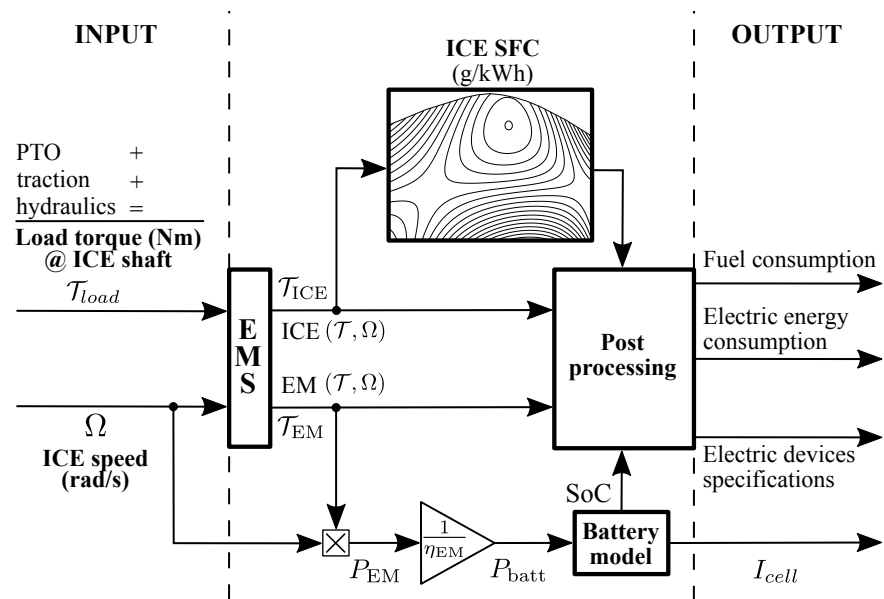 INPUT
ICE SFC
(g/kWh)
OUTPUT
PTO +
traction +
hydraulics =
Load torque (Nm)
@ ICE shaft
𝒯load
Ω
ICE speed
(rad/s)
EMS
𝒯ICE
ICE (𝒯, Ω)
EM (𝒯, Ω)
𝒯EM
Post
processing
Fuel consumption
Electric energy
consumption
Electric devices
specifications
SoC
×
PEM
1
ηEM
Pbatt
Battery
model
Icell